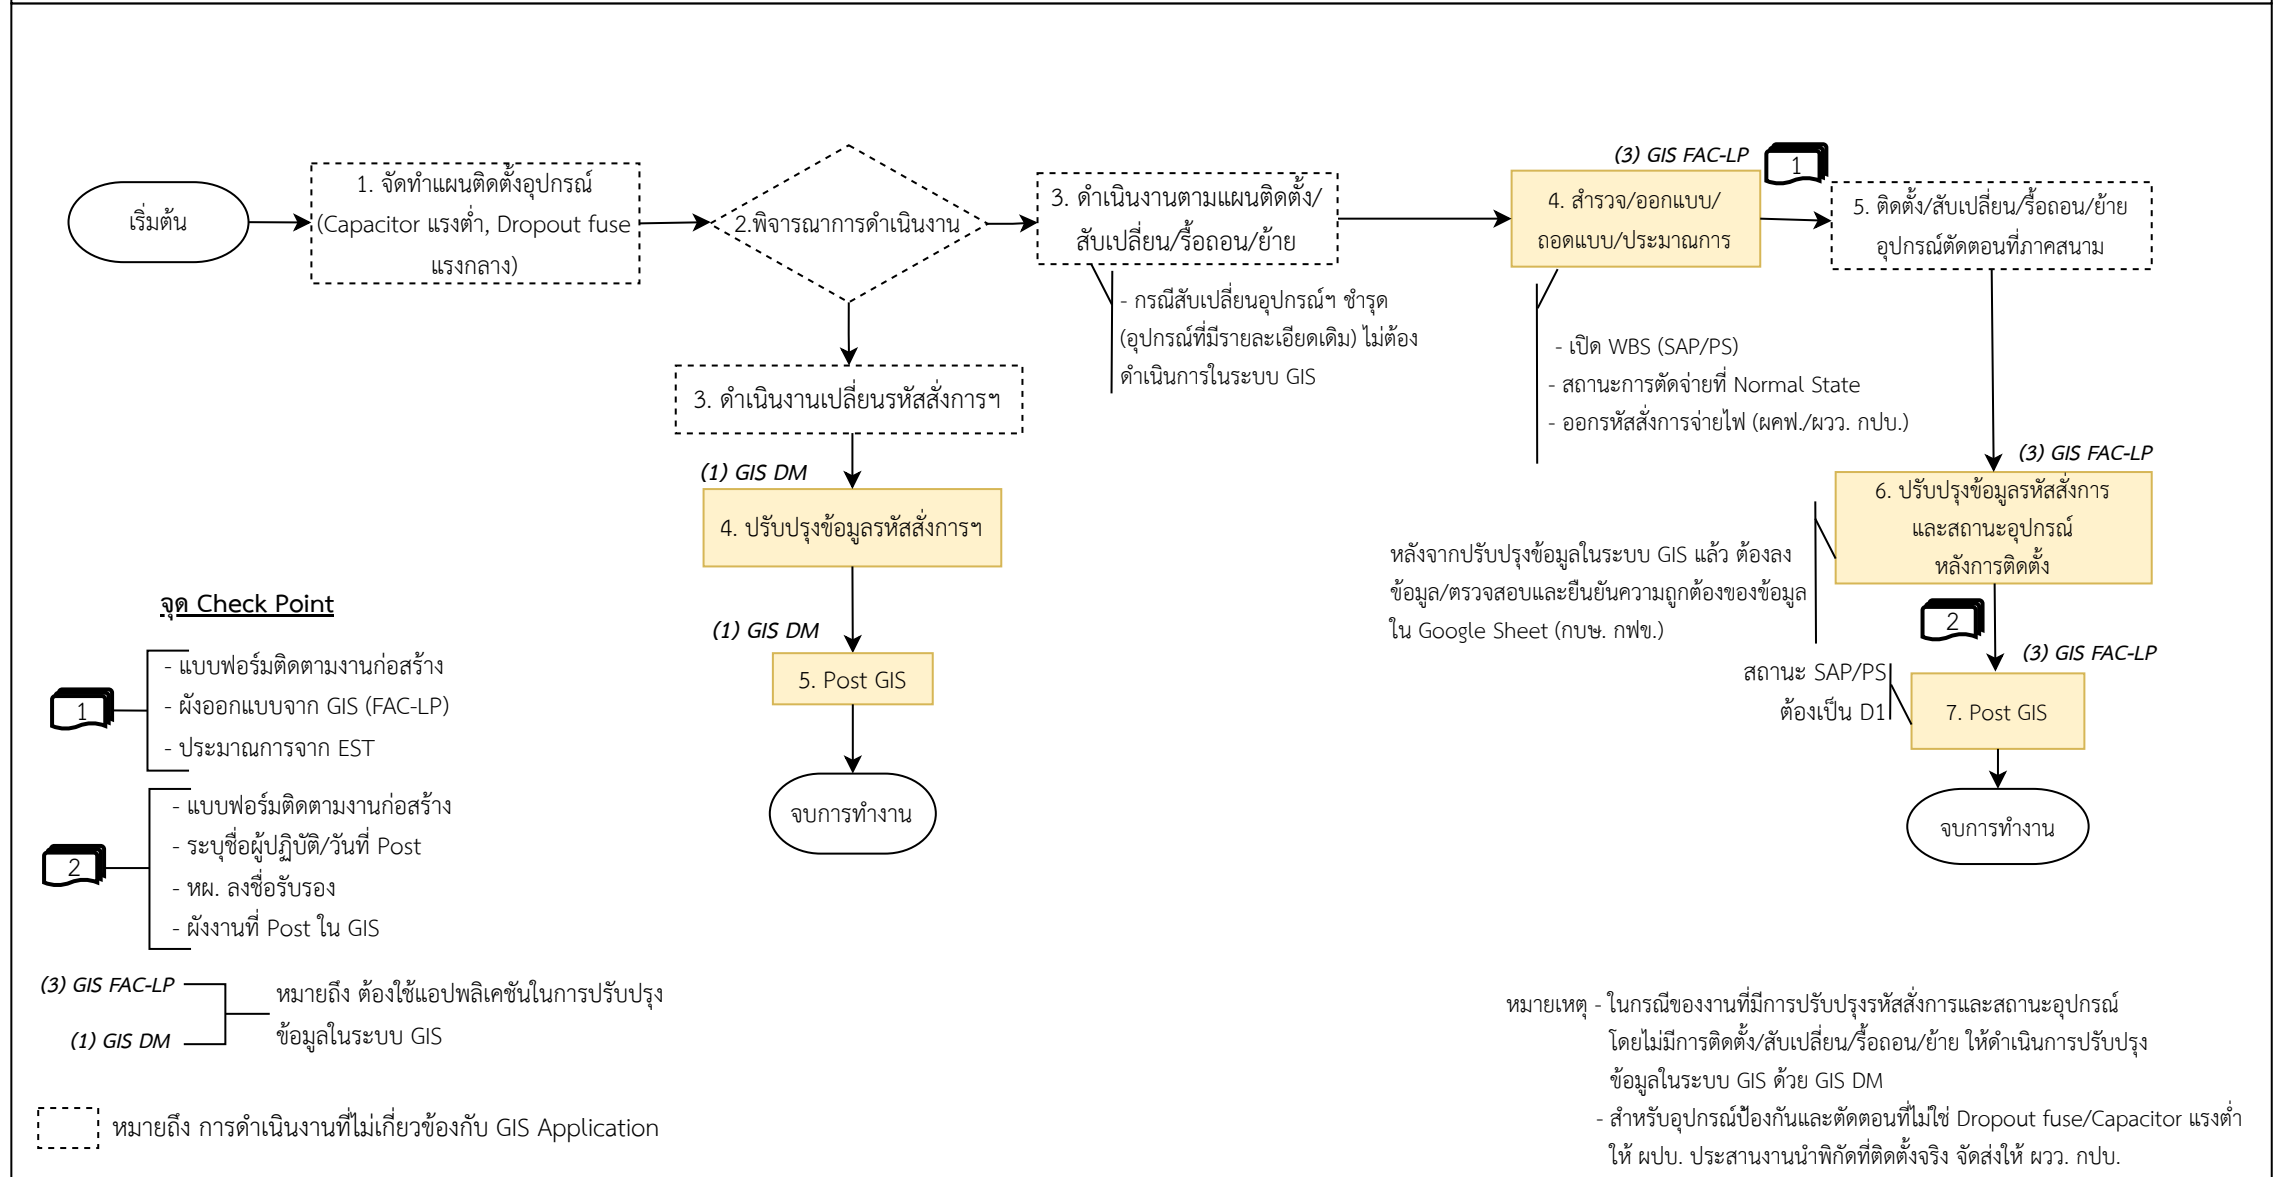 เริ่มต้น
1. จัดทำแผนติดตั้งอุปกรณ์
(Capacitor แรงต่ำ, Dropout fuse
แรงกลาง)
2.พิจารณาการดำเนินงาน
3. ดำเนินงานตามแผนติดตั้ง/
สับเปลี่ยน/รื้อถอน/ย้าย
- กรณีสับเปลี่ยนอุปกรณ์ฯ ชำรุด
(อุปกรณ์ที่มีรายละเอียดเดิม) ไม่ต้อง
ดำเนินการในระบบ GIS
(3) GIS FAC-LP
1
4. สำรวจ/ออกแบบ/
ถอดแบบ/ประมาณการ
- เปิด WBS (SAP/PS)
- สถานะการตัดจ่ายที่ Normal State
- ออกรหัสสั่งการจ่ายไฟ (ผคฟ./ผวว. กปบ.)
5. ติดตั้ง/สับเปลี่ยน/รื้อถอน/ย้าย
อุปกรณ์ตัดตอนที่ภาคสนาม
3. ดำเนินงานเปลี่ยนรหัสสั่งการฯ
(1) GIS DM
4. ปรับปรุงข้อมูลรหัสสั่งการฯ
(1) GIS DM
5. Post GIS
จบการทำงาน
(3) GIS FAC-LP
6. ปรับปรุงข้อมูลรหัสสั่งการ
และสถานะอุปกรณ์
หลังการติดตั้ง
หลังจากปรับปรุงข้อมูลในระบบ GIS แล้ว ต้องลง
ข้อมูล/ตรวจสอบและยืนยันความถูกต้องของข้อมูล
ใน Google Sheet (กบษ. กฟข.)
2
(3) GIS FAC-LP
สถานะ SAP/PS
ต้องเป็น D1
7. Post GIS
จบการทำงาน
จุด Check Point
1
- แบบฟอร์มติดตามงานก่อสร้าง
- ผังออกแบบจาก GIS (FAC-LP)
- ประมาณการจาก EST
2
- แบบฟอร์มติดตามงานก่อสร้าง
- ระบุชื่อผู้ปฏิบัติ/วันที่ Post
- หผ. ลงชื่อรับรอง
- ผังงานที่ Post ใน GIS
(3) GIS FAC-LP
(1) GIS DM
หมายถึง ต้องใช้แอปพลิเคชันในการปรับปรุง
ข้อมูลในระบบ GIS
หมายถึง การดำเนินงานที่ไม่เกี่ยวข้องกับ GIS Application
หมายเหตุ - ในกรณีของงานที่มีการปรับปรุงรหัสสั่งการและสถานะอุปกรณ์
โดยไม่มีการติดตั้ง/สับเปลี่ยน/รื้อถอน/ย้าย ให้ดำเนินการปรับปรุง
ข้อมูลในระบบ GIS ด้วย GIS DM
- สำหรับอุปกรณ์ป้องกันและตัดตอนที่ไม่ใช่ Dropout fuse/Capacitor แรงต่ำ
ให้ ผปบ. ประสานงานนำพิกัดที่ติดตั้งจริง จัดส่งให้ ผวว. กปบ.